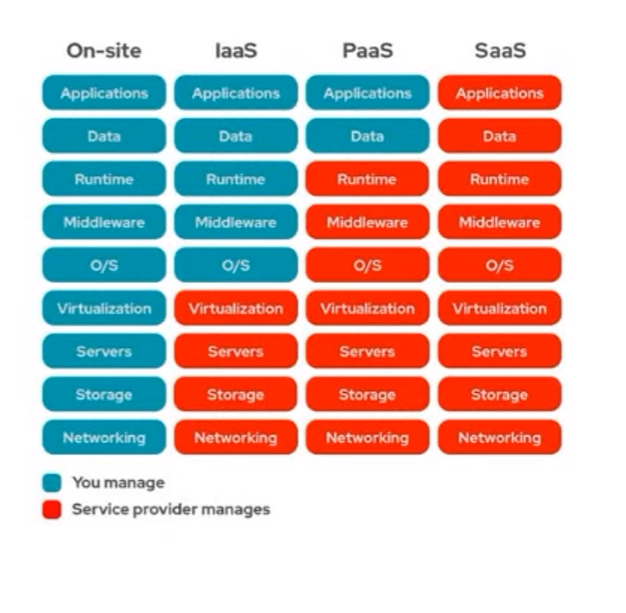 On-site IaaS PaaS SaaS
Applications Applications Applications Applications
Data Data Data Data
Runtime Runtime Runtime Runtime
Middleware Middleware Middleware Middleware
O/S O/S O/S O/S
Virtualization Virtualization Virtualization Virtualization
Servers Servers Servers Servers
Storage Storage Storage Storage
Networking Networking Networking Networking
You manage
Service provider manages